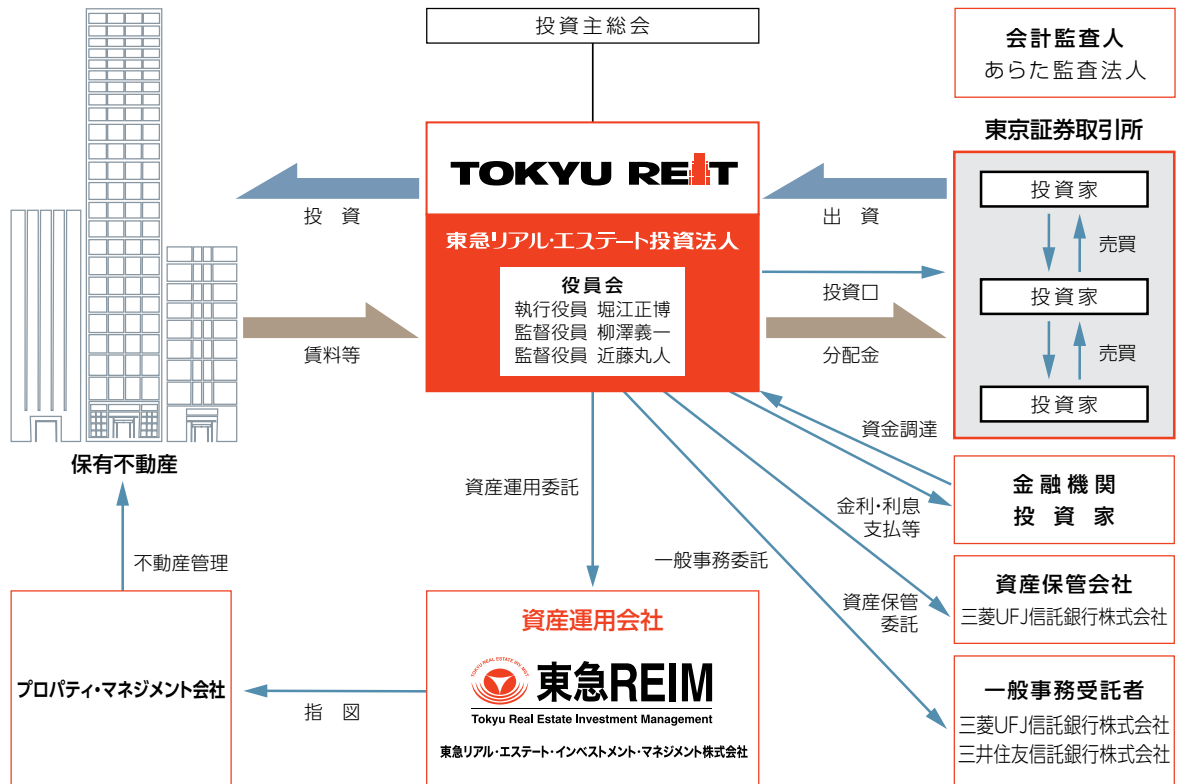 投資主総会
会計監査人
あらた監査法人
東京証券取引所
投資家
売買
投資家
売買
投資家
TOKYU REIT
東急リアル・エステート投資法人
役員会
執行役員 堀江正博
監督役員 柳澤義一
監督役員 近藤丸人
投 資
賃料等
出 資
投資口
分配金
保有不動産
資金調達
金利・利息
支払等
金融機関
投 資 家
資産運用委託
一般事務委託
資産保管
委託
資産保管会社
三菱UFJ信託銀行株式会社
一般事務受託者
三菱UFJ信託銀行株式会社
三井住友信託銀行株式会社
不動産管理
プロパティ・マネジメント会社
指 図
資産運用会社
TOKYU REAL ESTATE INV. MGT.
東急REIM
Tokyu Real Estate Investment Management
東急リアル・エステート・インベストメント・マネジメント株式会社